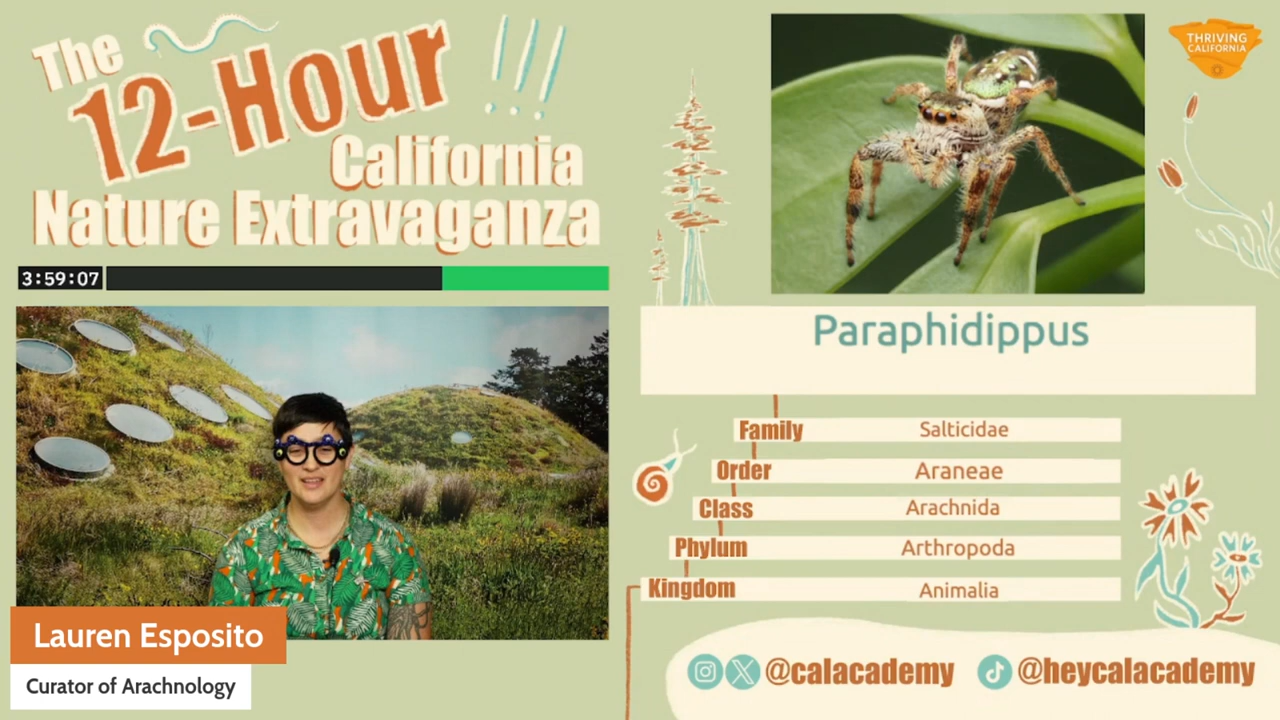 The
12-Hour!!!
California
Nature Extravaganza
3:59:07
THRIVING
CALIFORNIA
Paraphidippus
Family Salticidae
Order Araneae
Class Arachnida
Phylum Arthropoda
Kingdom Animalia
Lauren Esposito
Curator of Arachnology
@calacademy @heycalacademy